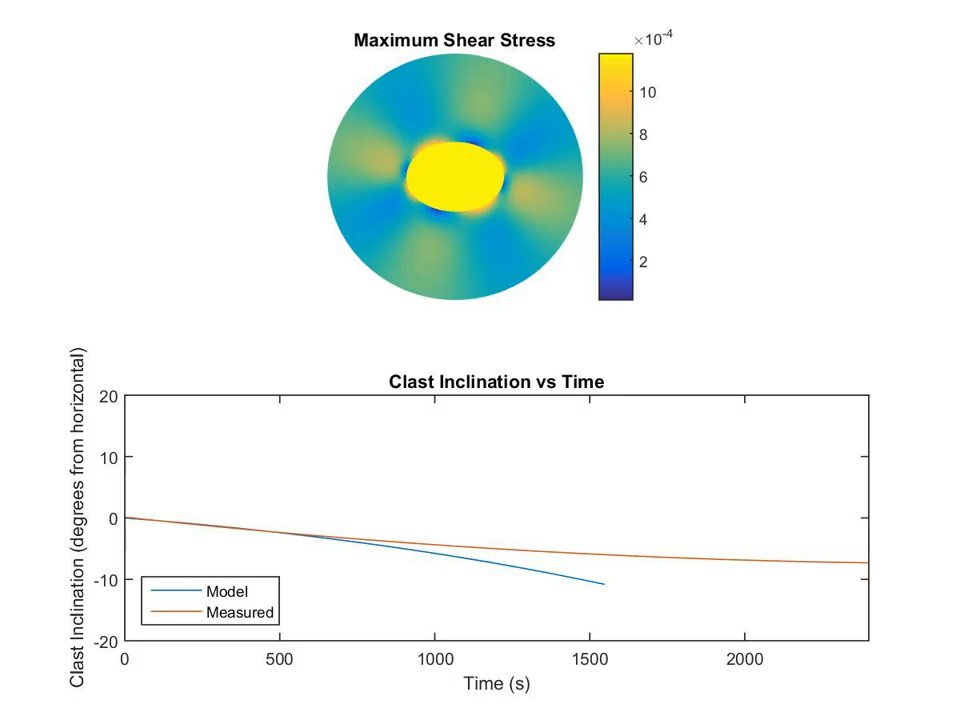 Maximum Shear Stress
×10-4
10
8
6
4
2
Clast Inclination vs Time
Clast Inclination (degrees from horizontal)
20
10
0
-10
-20
Model
Measured
0 500 1000 1500 2000
Time (s)